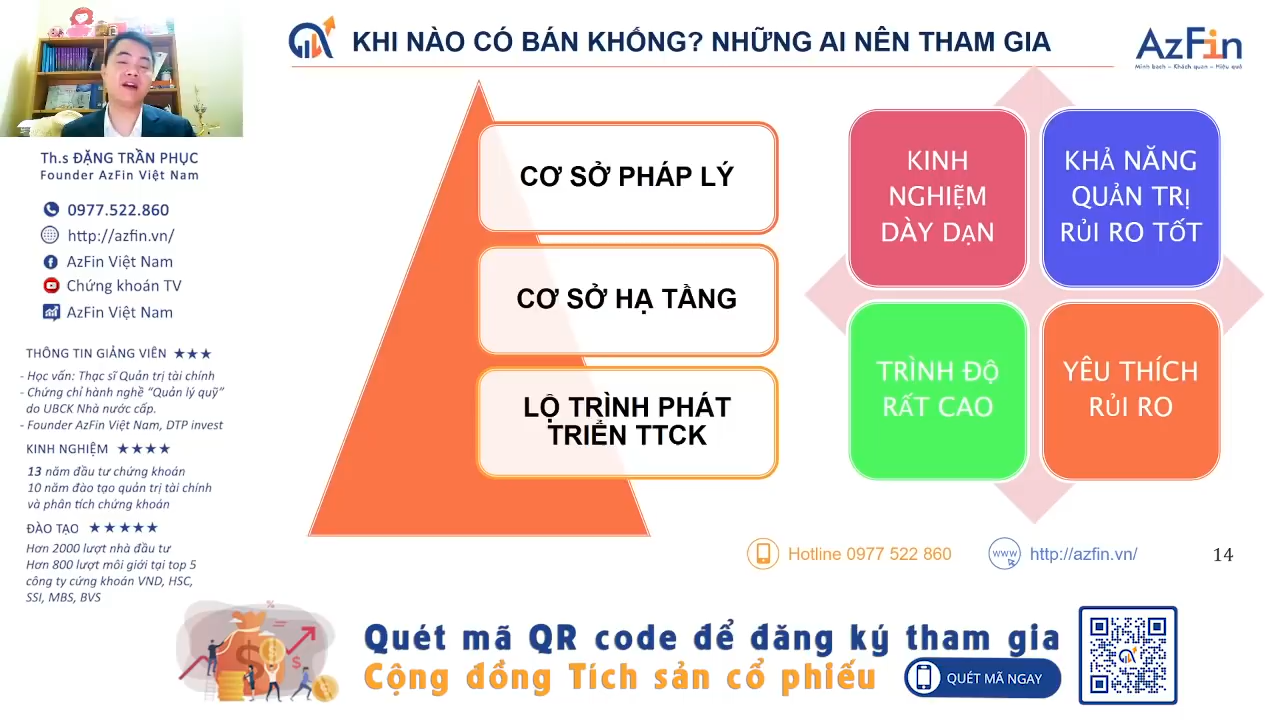 KHI NÀO CÓ BÁN KHỐNG? NHỮNG AI NÊN THAM GIA
AzFin
Minh bạch – Khách quan – Hiệu quả
Th.s ĐẶNG TRẦN PHỤC
Founder AzFin Việt Nam
0977.522.860
http://azfin.vn/
AzFin Việt Nam
Chứng khoán TV
AzFin Việt Nam
THÔNG TIN GIẢNG VIÊN ★★★
- Học vấn: Thạc sĩ Quản trị tài chính
- Chứng chỉ hành nghề “Quản lý quỹ”
do UBCK Nhà nước cấp.
- Founder AzFin Việt Nam, DTP invest
KINH NGHIỆM ★★★★
13 năm đầu tư chứng khoán
10 năm đào tạo quản trị tài chính
và phân tích chứng khoán
ĐÀO TẠO ★★★★★
Hơn 2000 lượt nhà đầu tư
Hơn 800 lượt môi giới tại top 5
công ty cứng khoán VND, HSC,
SSI, MBS, BVS
CƠ SỞ PHÁP LÝ
CƠ SỞ HẠ TẦNG
LỘ TRÌNH PHÁT
TRIỂN TTCK
KINH
NGHIỆM
DÀY DẠN
KHẢ NĂNG
QUẢN TRỊ
RỦI RO TỐT
TRÌNH ĐỘ
RẤT CAO
YÊU THÍCH
RỦI RO
Hotline 0977 522 860
www
http://azfin.vn/
14
Quét mã QR code để đăng ký tham gia
Cộng đồng Tích sản cổ phiếu
QUÉT MÃ NGAY